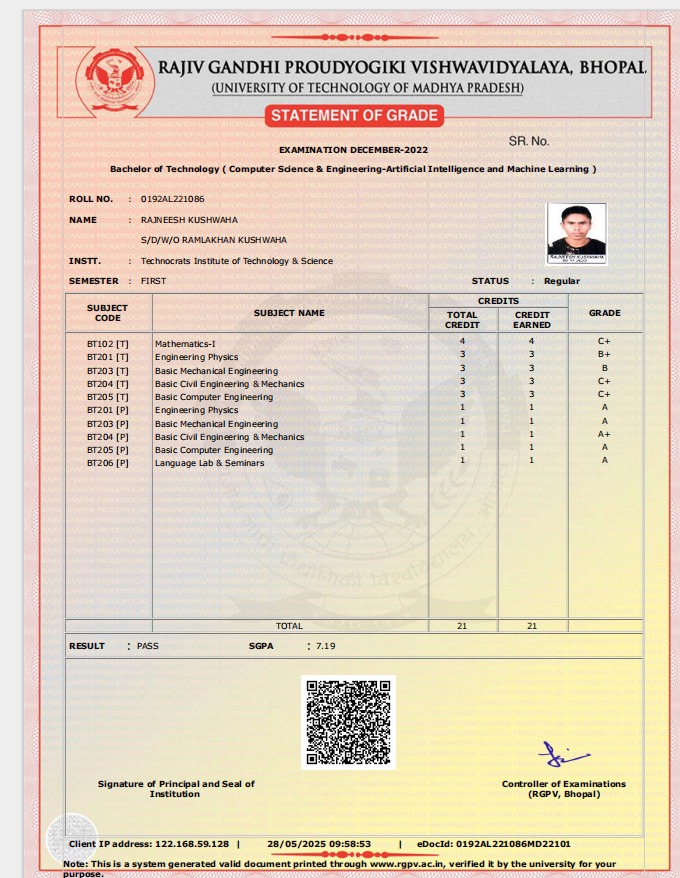 RAJIV GANDHI PROUDYOGIKI VISHWAVIDYALAYA, BHOPAL
(UNIVERSITY OF TECHNOLOGY OF MADHYA PRADESH)
STATEMENT OF GRADE
SR. No.
EXAMINATION DECEMBER-2022
Bachelor of Technology ( Computer Science & Engineering-Artificial Intelligence and Machine Learning )
ROLL NO. : 0192AL221086
NAME : RAJNEESH KUSHWAHA
S/D/W/O RAMLAKHAN KUSHWAHA
INSTT. : Technocrats Institute of Technology & Science
SEMESTER : FIRST STATUS : Regular
SUBJECT CODE SUBJECT NAME CREDITS TOTAL CREDIT CREDIT EARNED GRADE
BT102 [T] Mathematics-I 4 4 C+
BT201 [T] Engineering Physics 3 3 B+
BT203 [T] Basic Mechanical Engineering 3 3 B
BT204 [T] Basic Civil Engineering & Mechanics 3 3 C+
BT205 [T] Basic Computer Engineering 3 3 C+
BT201 [P] Engineering Physics 1 1 A
BT203 [P] Basic Mechanical Engineering 1 1 A
BT204 [P] Basic Civil Engineering & Mechanics 1 1 A+
BT205 [P] Basic Computer Engineering 1 1 A
BT206 [P] Language Lab & Seminars 1 1 A
TOTAL 21 21
RESULT : PASS SGPA : 7.19
Signature of Principal and Seal of
Institution
Controller of Examinations
(RGPV, Bhopal)
Client IP address: 122.168.59.128 | 28/05/2025 09:58:53 | eDocId: 0192AL221086MD22101
Note: This is a system generated valid document printed through www.rgpv.ac.in, verified it by the university for your
purpose.